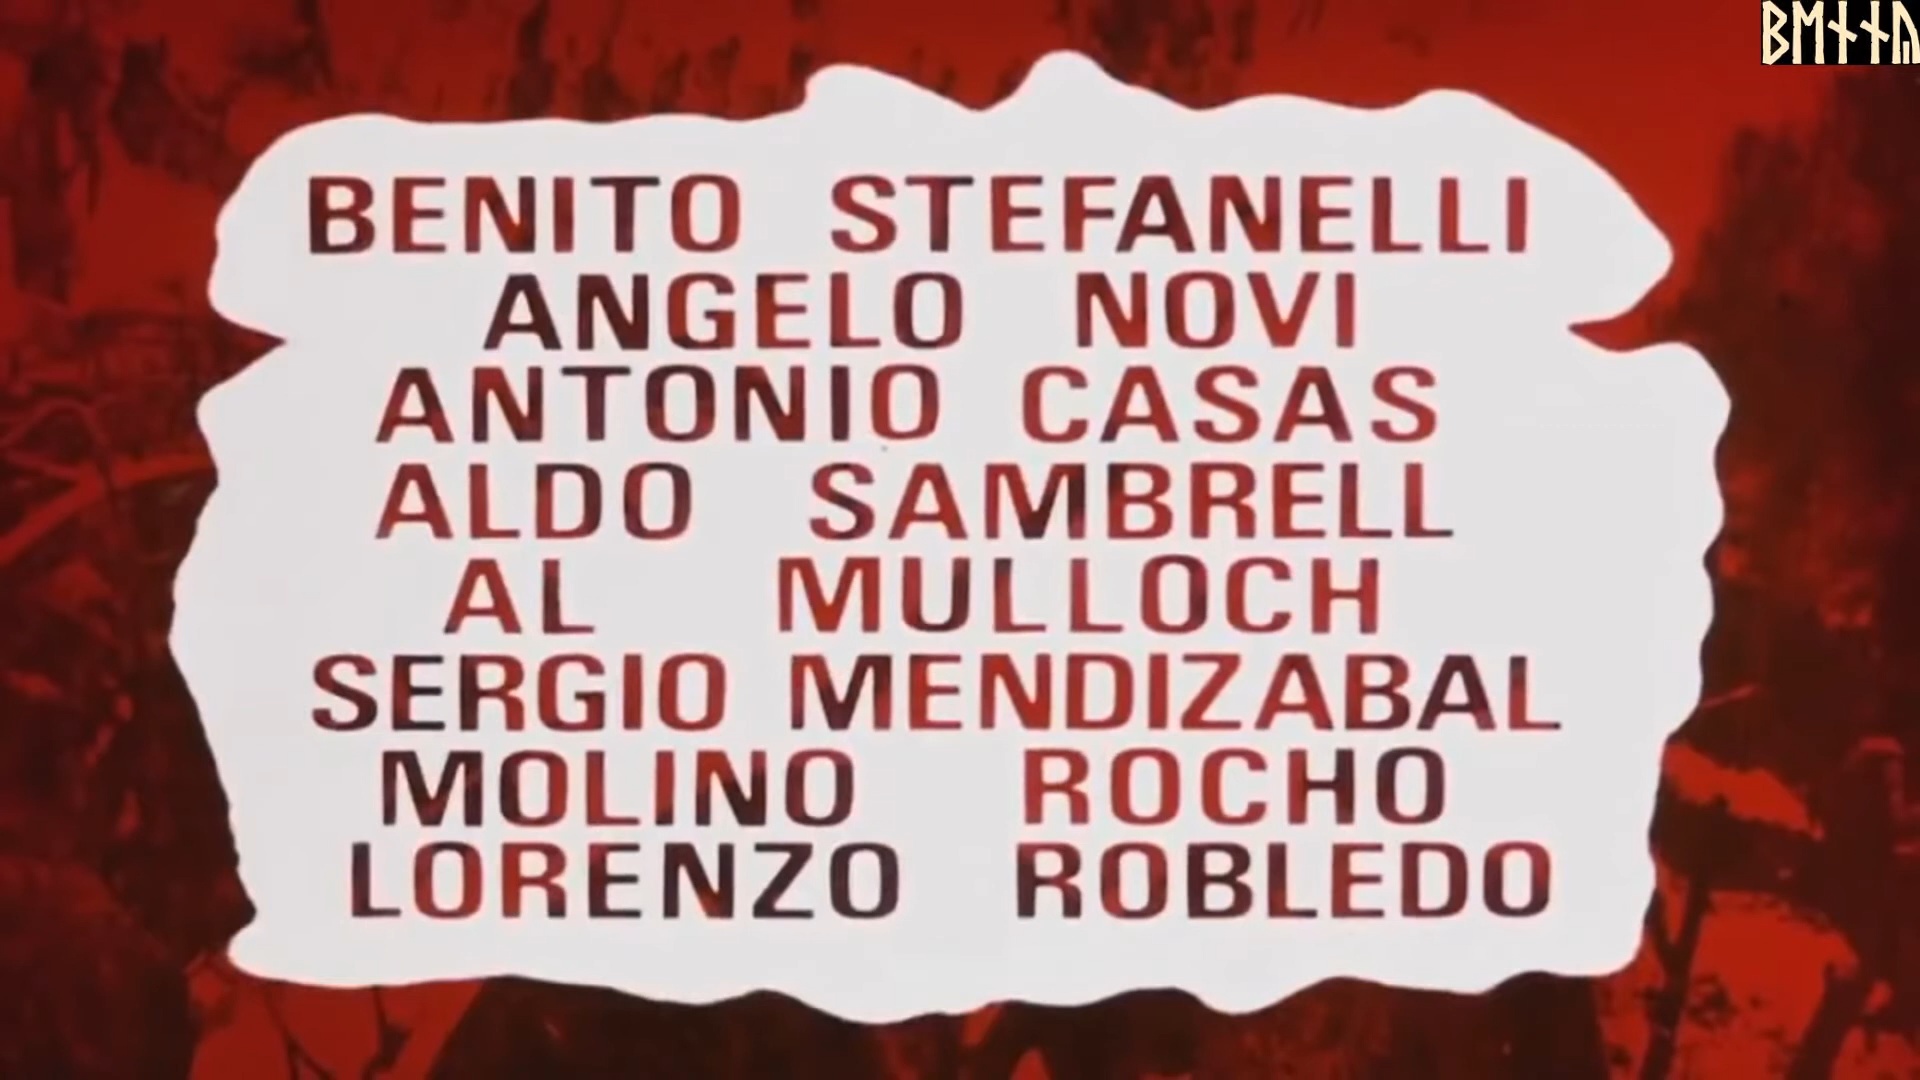 BENITO STEFANELLI
ANGELO NOVI
ANTONIO CASAS
ALDO SAMBRELL
AL MULLOCH
SERGIO MENDIZABAL
MOLINO ROCHO
LORENZO ROBLEDO